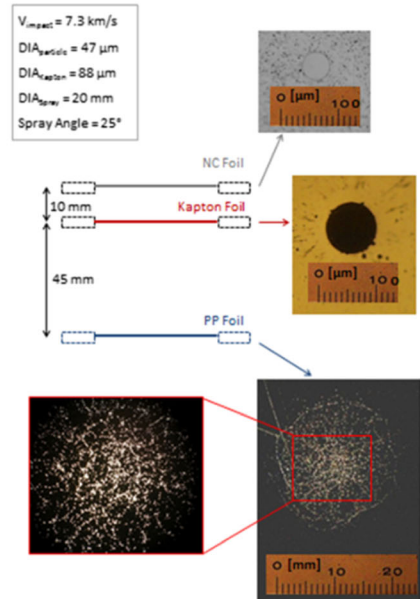 V_impact = 7.3 km/s
DIA_particle = 47 µm
DIA_Kapton = 88 µm
DIA_Spray = 20 mm
Spray Angle = 25°
0 [µm] 100
NC Foil
10 mm
Kapton Foil
0 [µm] 100
45 mm
PP Foil
0 [mm] 10 20